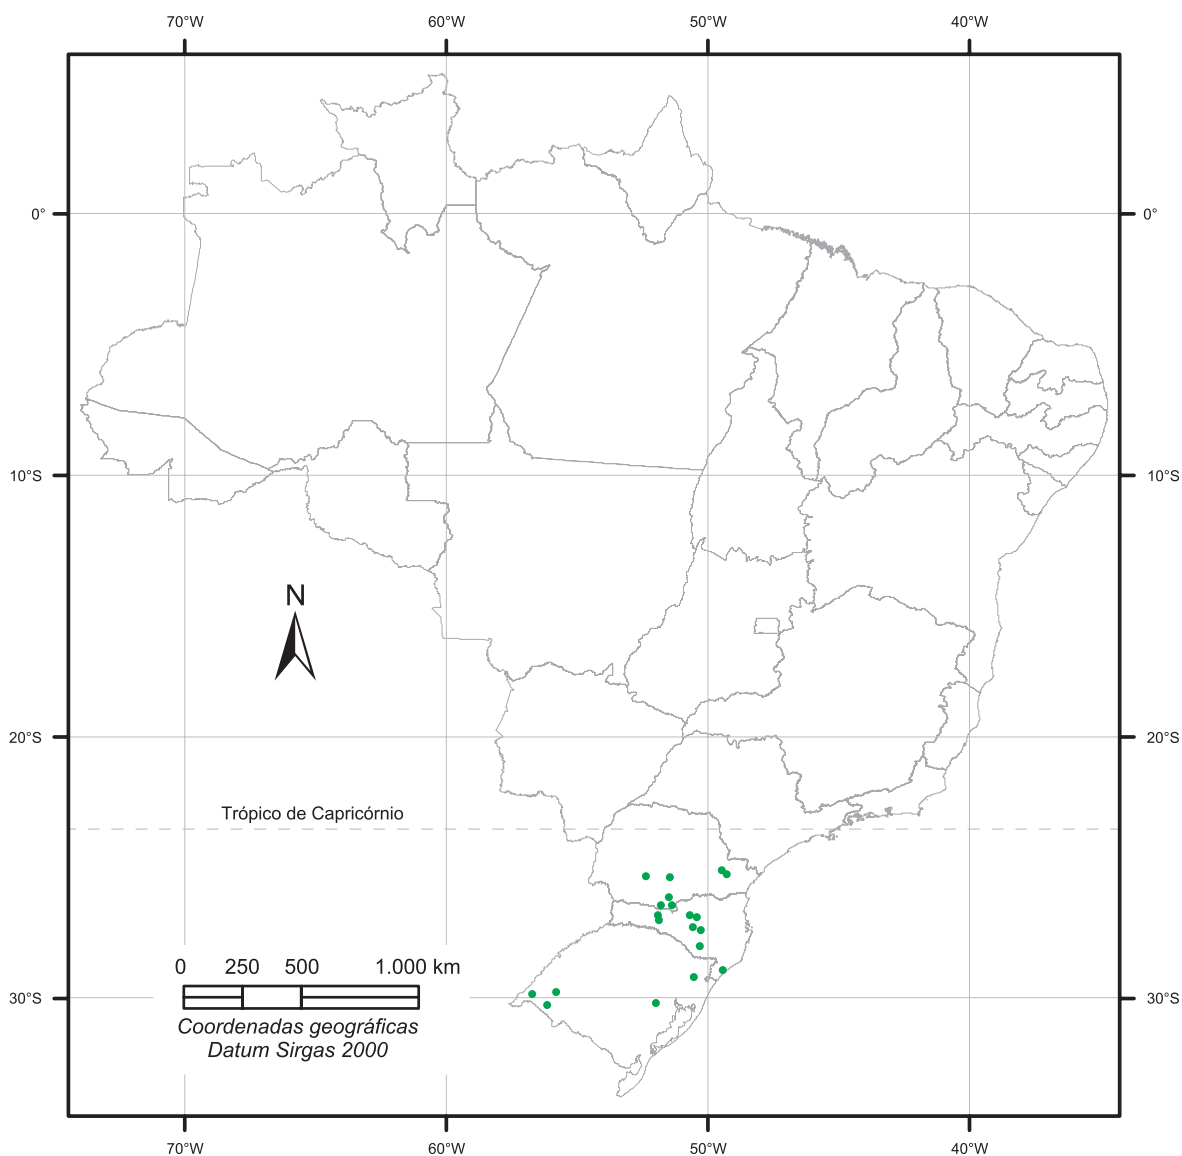 70°W 60°W 50°W 40°W
0° 0°
10°S 10°S
N
20°S 20°S
Trópico de Capricórnio
0 250 500 1.000 km
30°S 30°S
Coordenadas geográficas
Datum Sirgas 2000
70°W 60°W 50°W 40°W